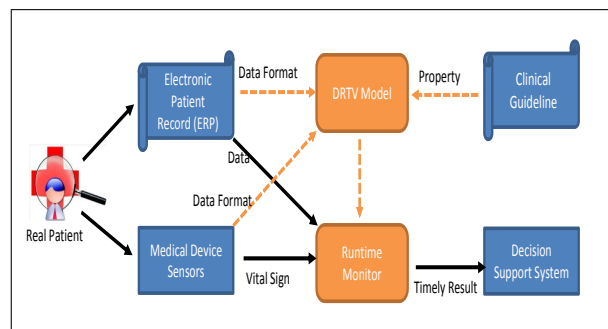 Electronic
Patient
Record (ERP)
Data Format
DRTV Model
Property
Clinical
Guideline
Data
Data Format
Real Patient
Medical Device
Sensors
Vital Sign
Runtime
Monitor
Timely Result
Decision
Support System